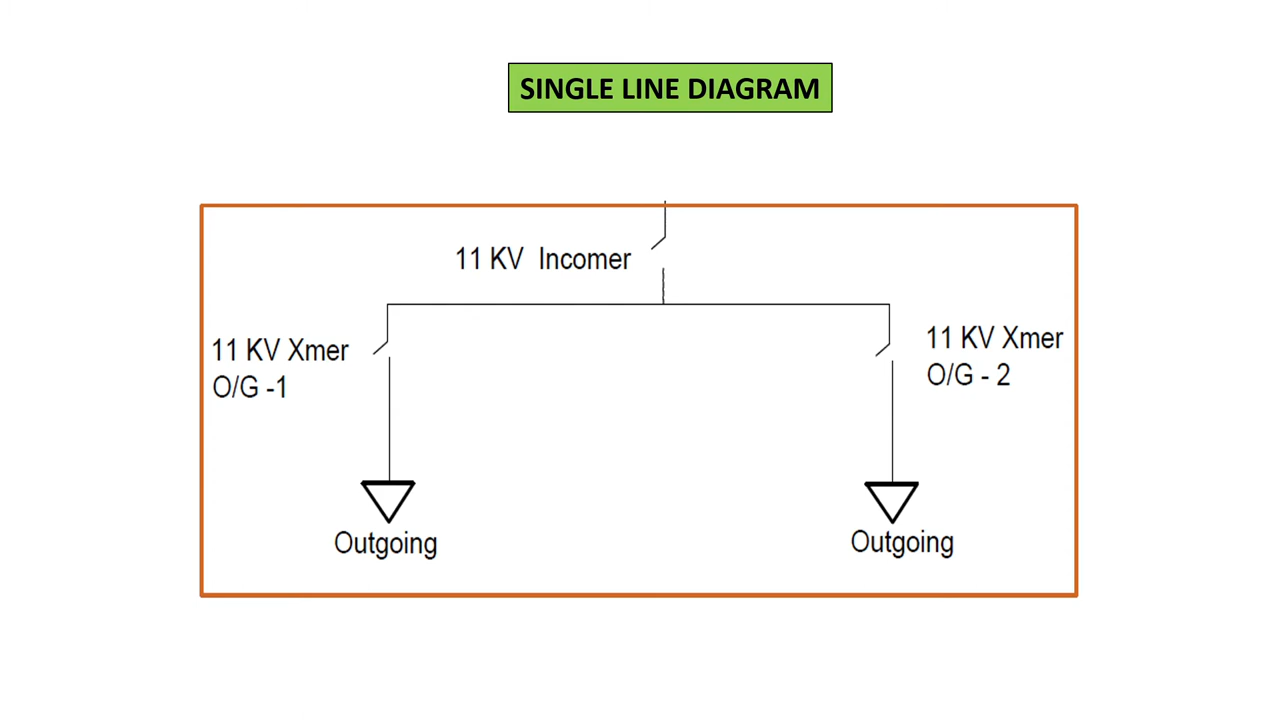 SINGLE LINE DIAGRAM
11 KV Incomer
11 KV Xmer
O/G -1
11 KV Xmer
O/G - 2
Outgoing
Outgoing